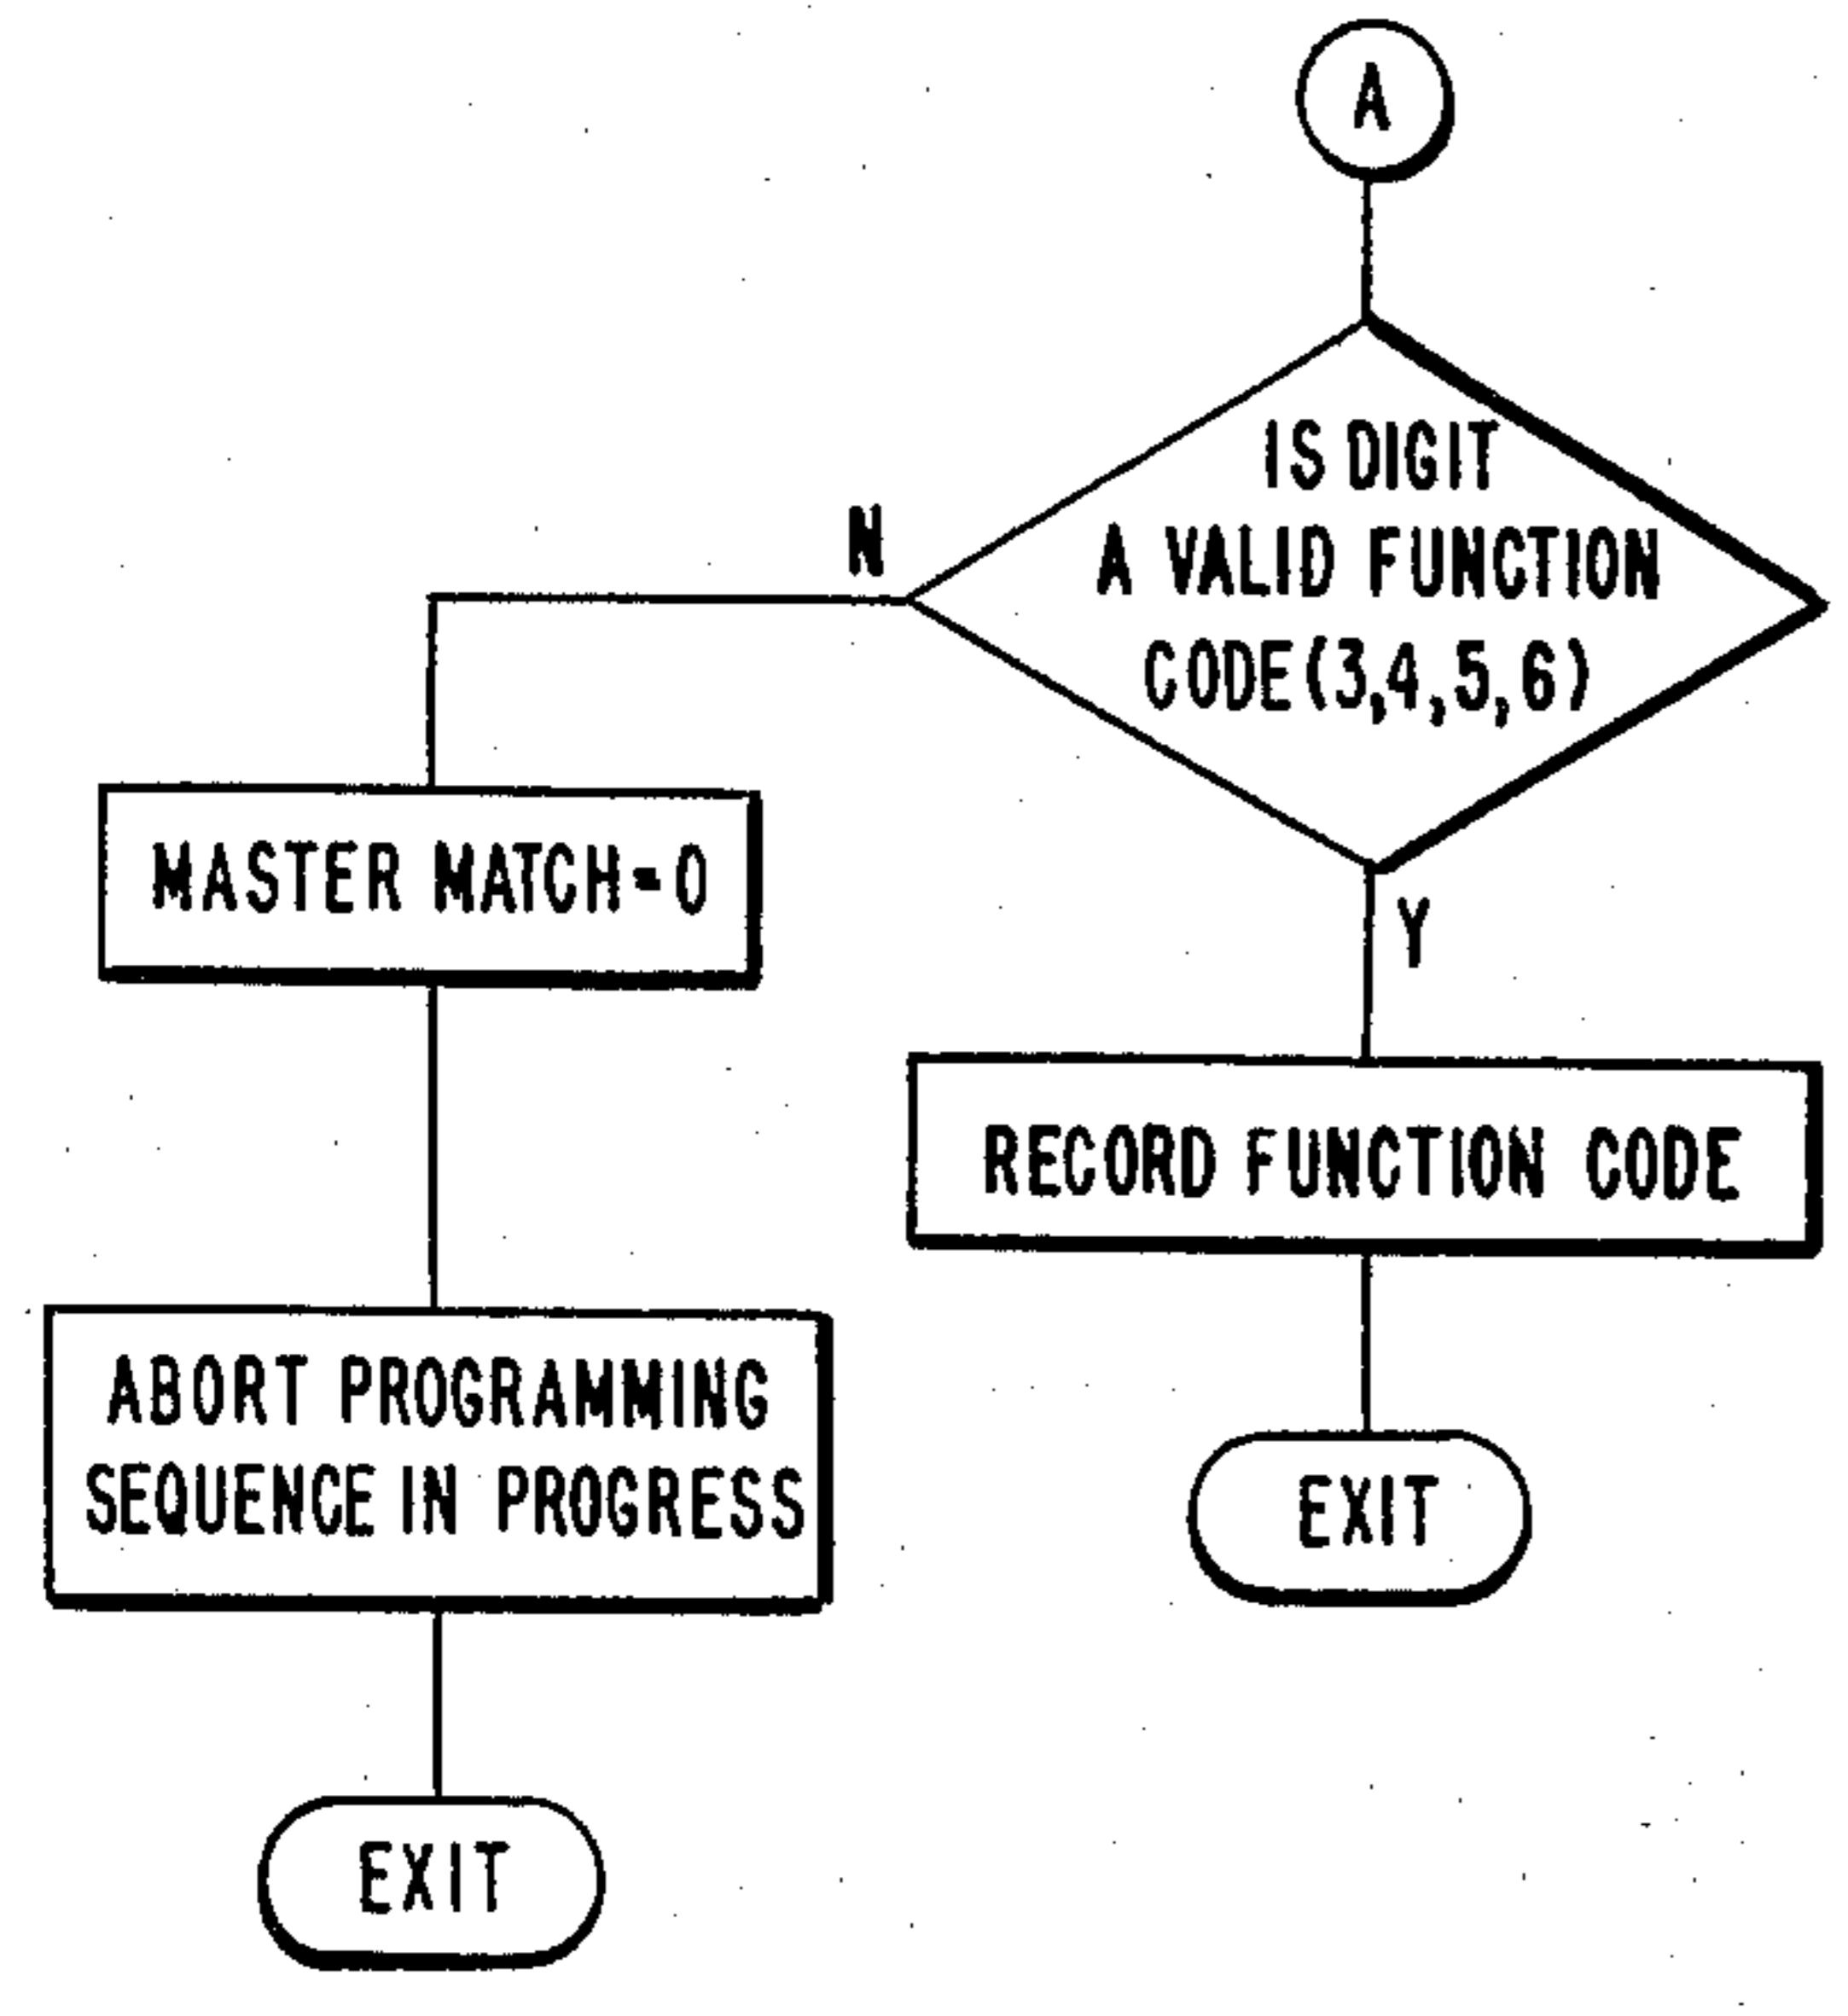 A
IS DIGIT
A VALID FUNCTION
CODE(3,4,5,6)
N
Y
MASTER MATCH=0
RECORD FUNCTION CODE
ABORT PROGRAMMING
SEQUENCE IN PROGRESS
EXIT
EXIT